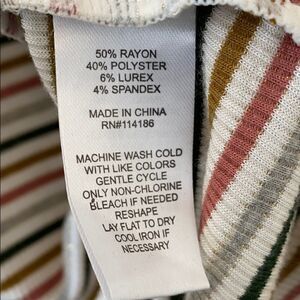 50% RAYON
40% POLYSTER
6% LUREX
4% SPANDEX
MADE IN CHINA
RN#114186
MACHINE WASH COLD
WITH LIKE COLORS
GENTLE CYCLE
ONLY NON-CHLORINE
BLEACH IF NEEDED
RESHAPE
LAY FLAT TO DRY
COOL IRON IF
NECESSARY